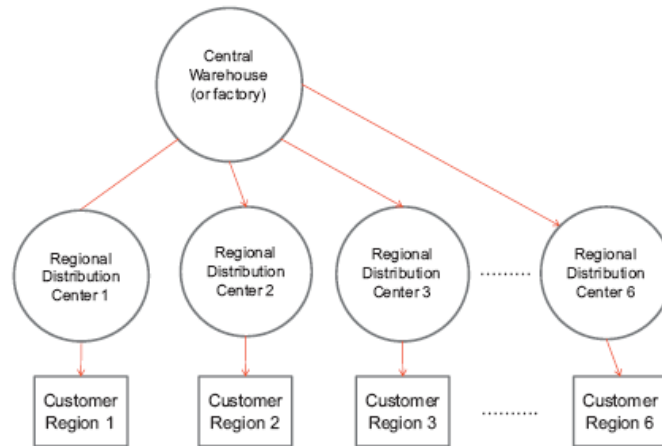 Central
Warehouse
(or factory)
Regional
Distribution
Center 1
Regional
Distribution
Center 2
Regional
Distribution
Center 3
.........
Regional
Distribution
Center 6
Customer
Region 1
Customer
Region 2
Customer
Region 3
.........
Customer
Region 6